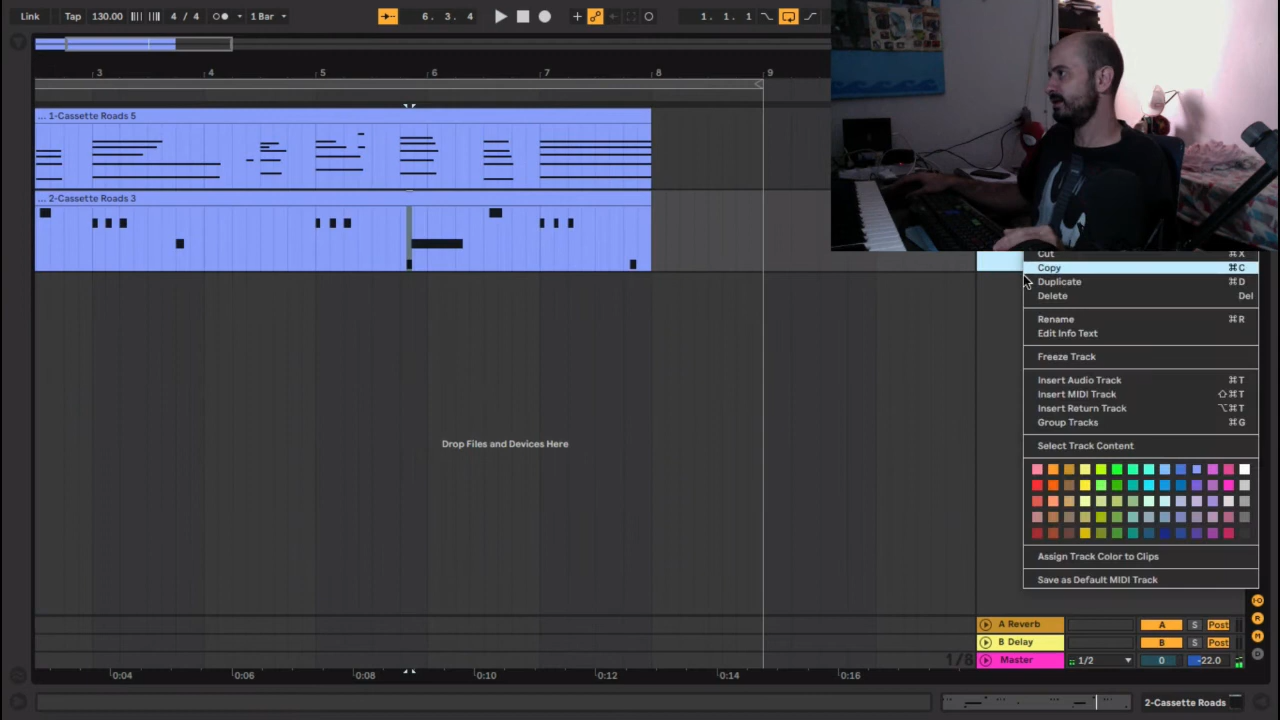 Link Tap 130.00 4 / 4 1 Bar 6. 3. 4 1. 1. 1
3 4 5 6 7 8 9
... 1-Cassette Roads 5
... 2-Cassette Roads 3
Cut ⌘X
Copy ⌘C
Duplicate ⌘D
Delete Del
Rename ⌘R
Edit Info Text
Freeze Track
Insert Audio Track ⌘T
Insert MIDI Track ⇧⌘T
Insert Return Track ⌥⌘T
Group Tracks ⌘G
Select Track Content
Drop Files and Devices Here
Assign Track Color to Clips
Save as Default MIDI Track
A Reverb A S Post
B Delay B S Post
1/8 Master 1/2 0 -22.0
0:04 0:06 0:08 0:10 0:12 0:14 0:16
2-Cassette Roads